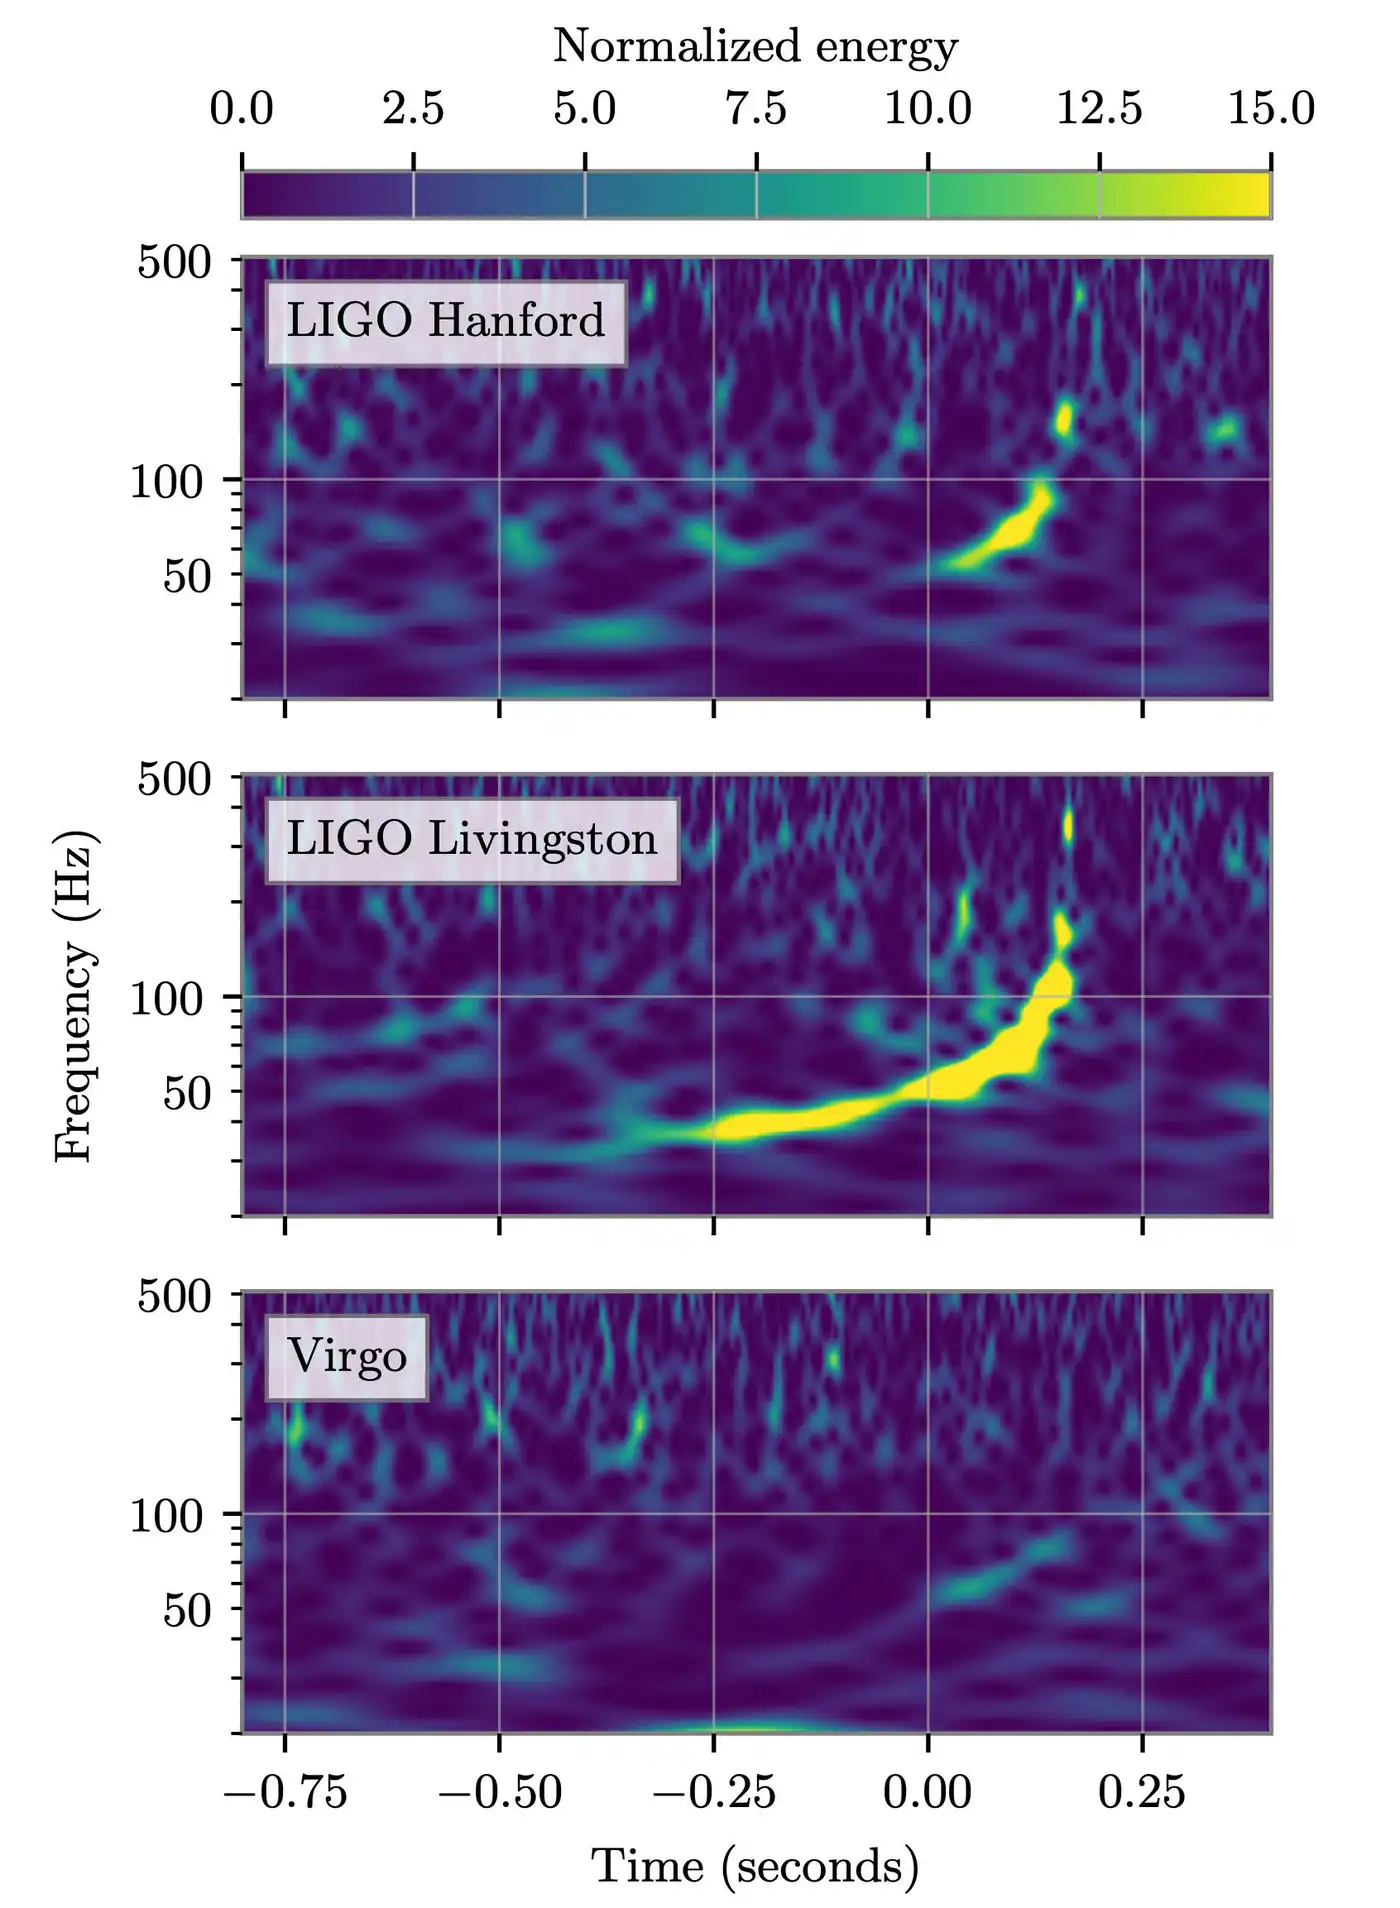 Normalized energy
0.0 2.5 5.0 7.5 10.0 12.5 15.0
500
LIGO Hanford
100
50
500
LIGO Livingston
100
50
Frequency (Hz)
500
Virgo
100
50
−0.75 −0.50 −0.25 0.00 0.25
Time (seconds)